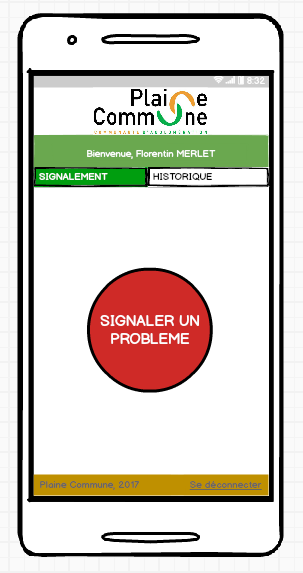 8:32
Plaine
Commune
COMMUNAUTÉ D'AGGLOMÉRATION
Bienvenue, Florentin MERLET
SIGNALEMENT
HISTORIQUE
SIGNALER UN
PROBLEME
Plaine Commune, 2017
Se déconnecter